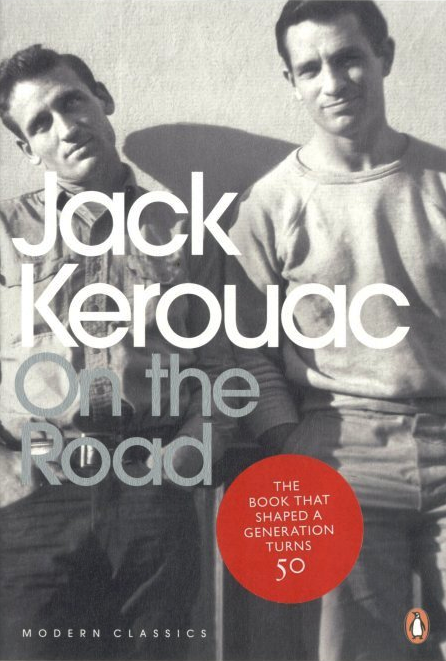 Jack
Kerouac
On the
Road
THE
BOOK THAT
SHAPED A
GENERATION
TURNS
50
MODERN CLASSICS